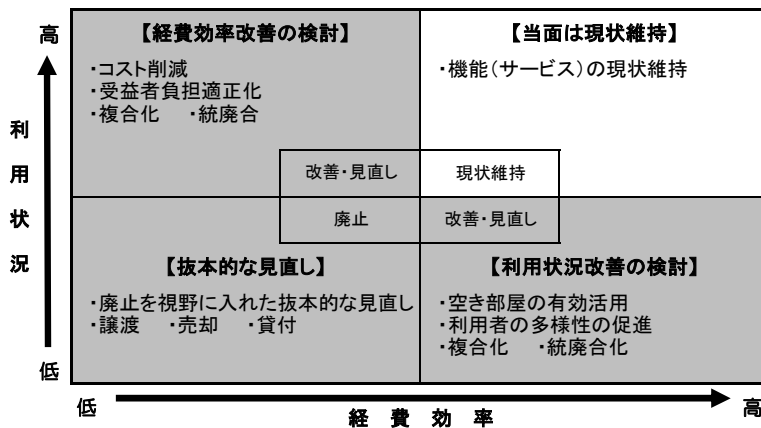 高
利
用
状
況
低
【経費効率改善の検討】
・コスト削減
・受益者負担適正化
・複合化　・統廃合
【当面は現状維持】
・機能（サービス）の現状維持
改善・見直し
現状維持
廃止
改善・見直し
【抜本的な見直し】
・廃止を視野に入れた抜本的な見直し
・譲渡　・売却　・貸付
【利用状況改善の検討】
・空き部屋の有効活用
・利用者の多様性の促進
・複合化　・統廃合化
低
経費効率
高